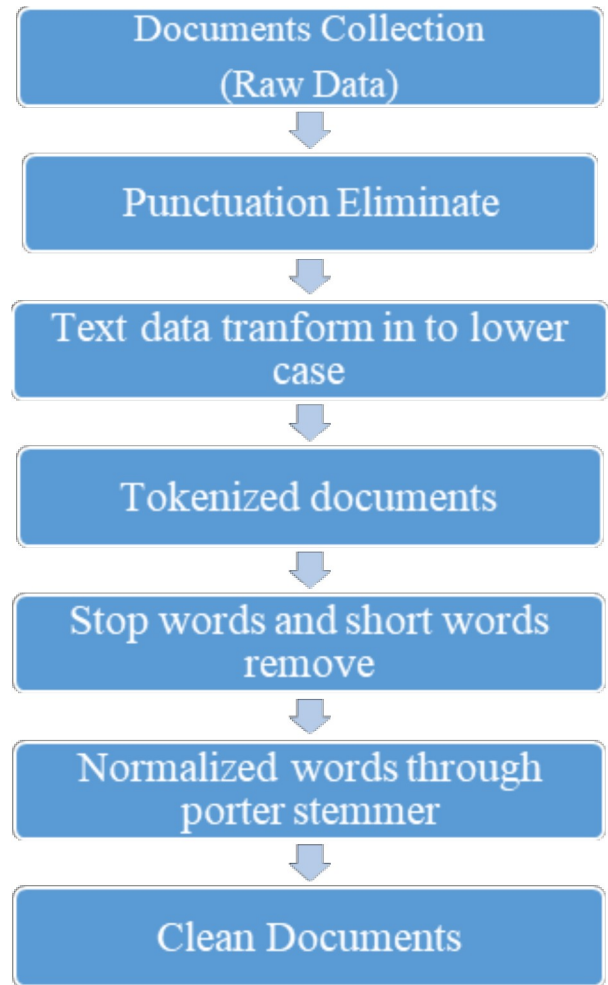 Documents Collection
(Raw Data)
Punctuation Eliminate
Text data tranform in to lower
case
Tokenized documents
Stop words and short words
remove
Normalized words through
porter stemmer
Clean Documents